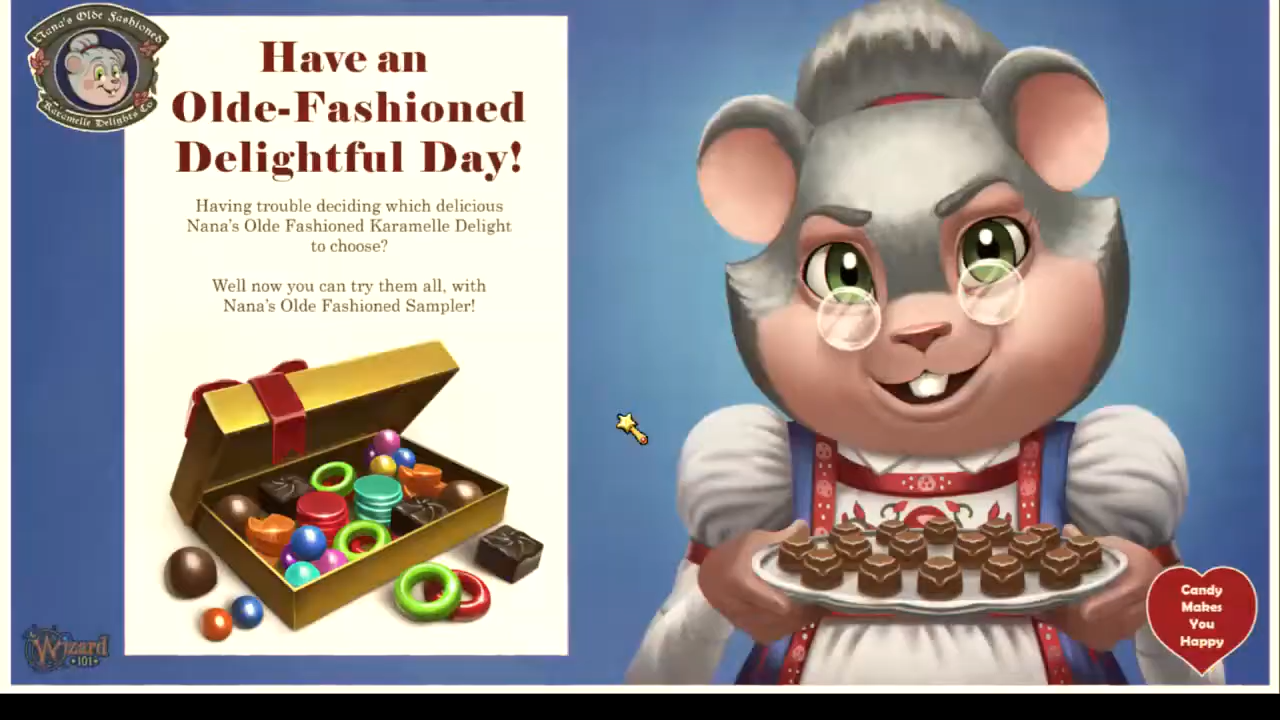 Nana's Olde Fashioned
Karamelle Delights Co
Have an
Olde-Fashioned
Delightful Day!
Having trouble deciding which delicious
Nana's Olde Fashioned Karamelle Delight
to choose?
Well now you can try them all, with
Nana's Olde Fashioned Sampler!
Candy
Makes
You
Happy
Wizard
101